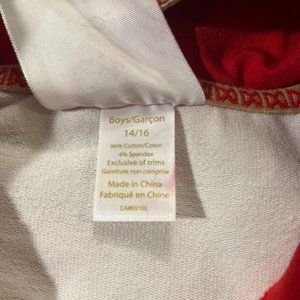 Boys/Garçon
14/16
96% Cotton/Coton
4% Spandex
Exclusive of trims
Garniture non comprise
Made in China
Fabriqué en Chine